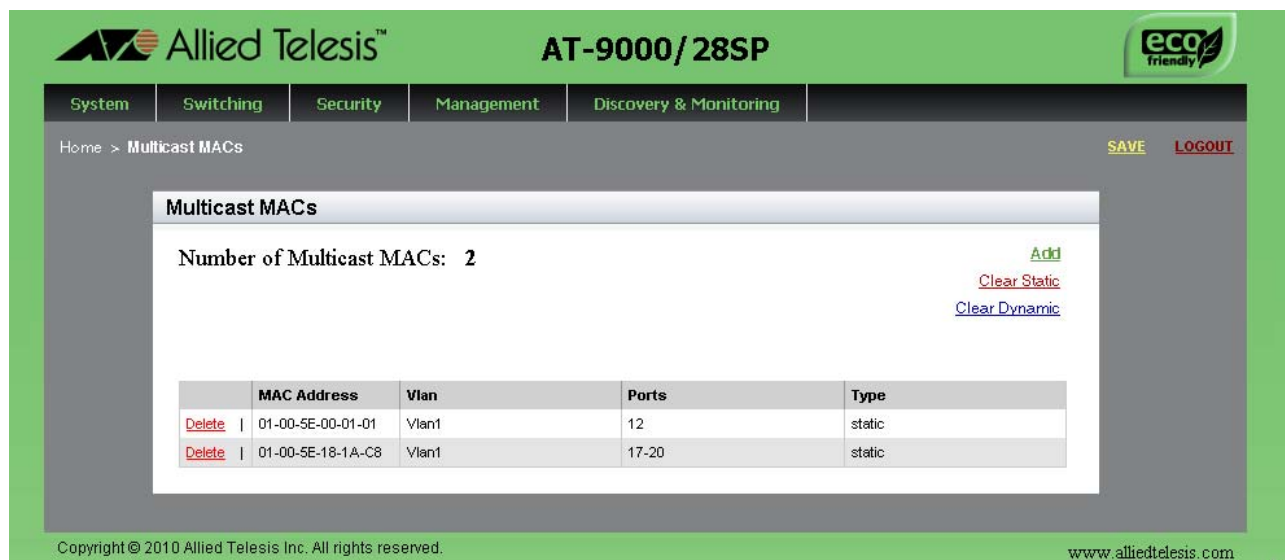 Allied Telesis™ AT-9000/28SP eco friendly
System Switching Security Management Discovery & Monitoring
Home > Multicast MACs SAVE LOGOUT
Multicast MACs
Number of Multicast MACs: 2
Add
Clear Static
Clear Dynamic
MAC Address Vlan Ports Type
Delete | 01-00-5E-00-01-01 Vlan1 12 static
Delete | 01-00-5E-18-1A-C8 Vlan1 17-20 static
Copyright © 2010 Allied Telesis Inc. All rights reserved. www.alliedtelesis.com